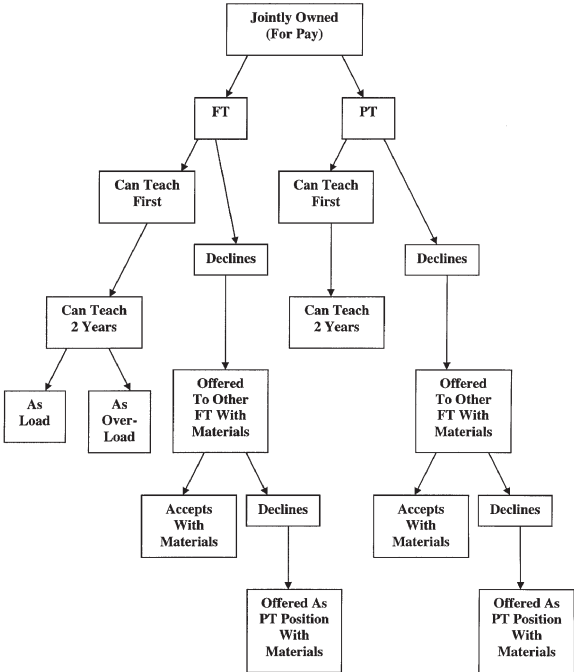 Jointly Owned
(For Pay)
FT
PT
Can Teach
First
Can Teach
First
Declines
Declines
Can Teach
2 Years
Can Teach
2 Years
As
Load
As
Over-
Load
Offered
To Other
FT With
Materials
Offered
To Other
FT With
Materials
Accepts
With
Materials
Declines
Accepts
With
Materials
Declines
Offered As
PT Position
With
Materials
Offered As
PT Position
With
Materials